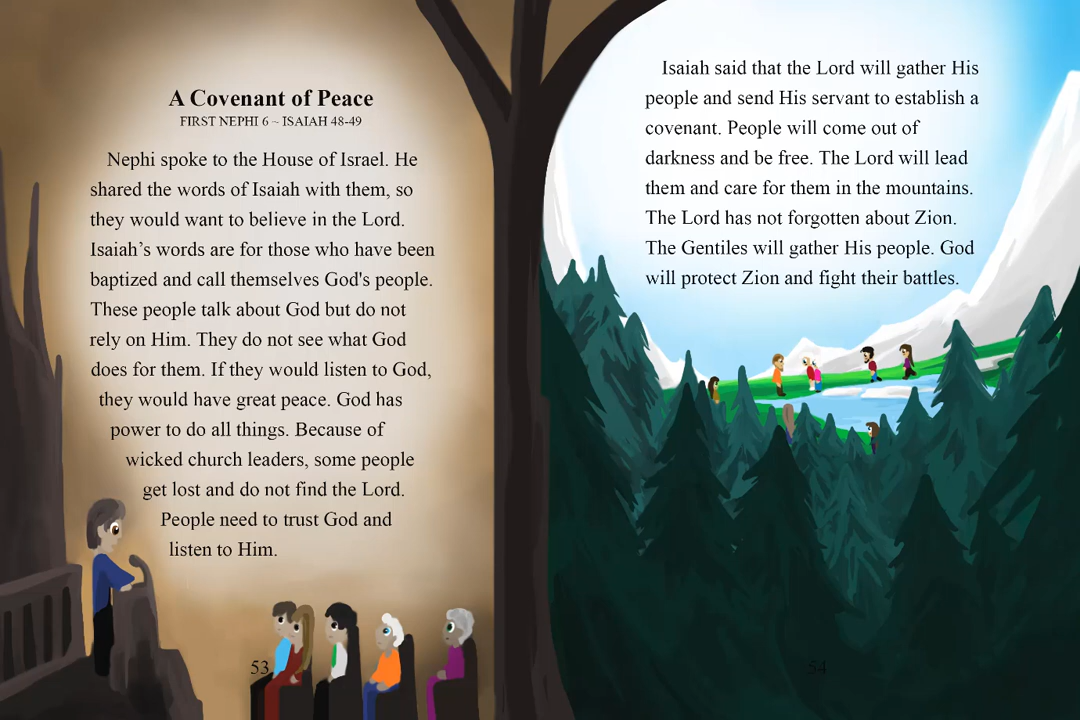 A Covenant of Peace
FIRST NEPHI 6 ~ ISAIAH 48-49
Nephi spoke to the House of Israel. He
shared the words of Isaiah with them, so
they would want to believe in the Lord.
Isaiah’s words are for those who have been
baptized and call themselves God's people.
These people talk about God but do not
rely on Him. They do not see what God
does for them. If they would listen to God,
they would have great peace. God has
power to do all things. Because of
wicked church leaders, some people
get lost and do not find the Lord.
People need to trust God and
listen to Him.
53
Isaiah said that the Lord will gather His
people and send His servant to establish a
covenant. People will come out of
darkness and be free. The Lord will lead
them and care for them in the mountains.
The Lord has not forgotten about Zion.
The Gentiles will gather His people. God
will protect Zion and fight their battles.
54